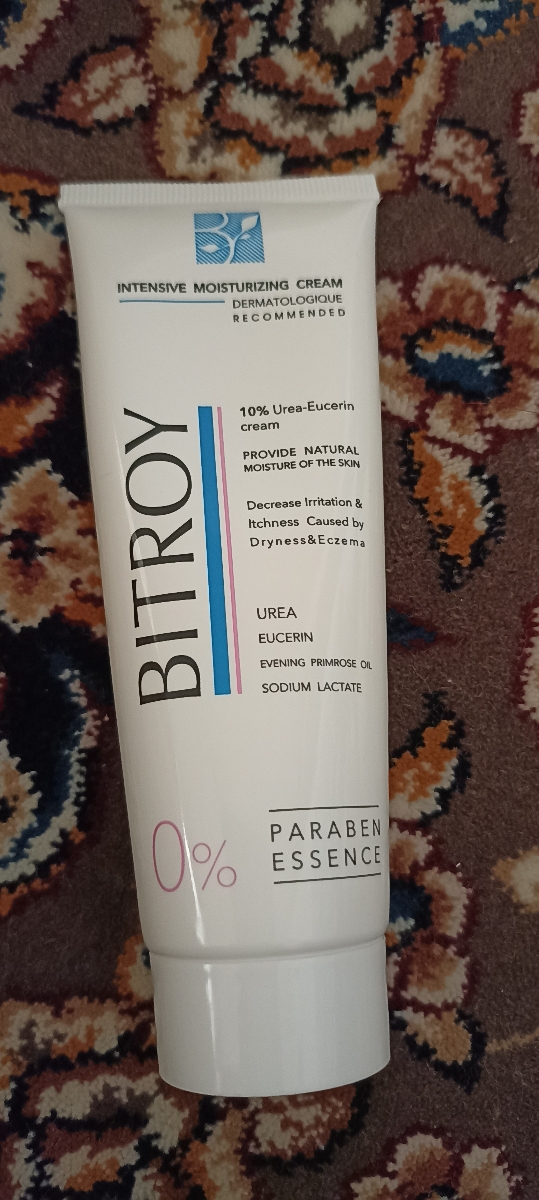 INTENSIVE MOISTURIZING CREAM
DERMATOLOGIQUE
RECOMMENDED
BITROY
10% Urea-Eucerin
cream
PROVIDE NATURAL
MOISTURE OF THE SKIN
Decrease Irritation &
Itchness Caused by
Dryness&Eczema
UREA
EUCERIN
EVENING PRIMROSE OIL
SODIUM LACTATE
0%
PARABEN
ESSENCE